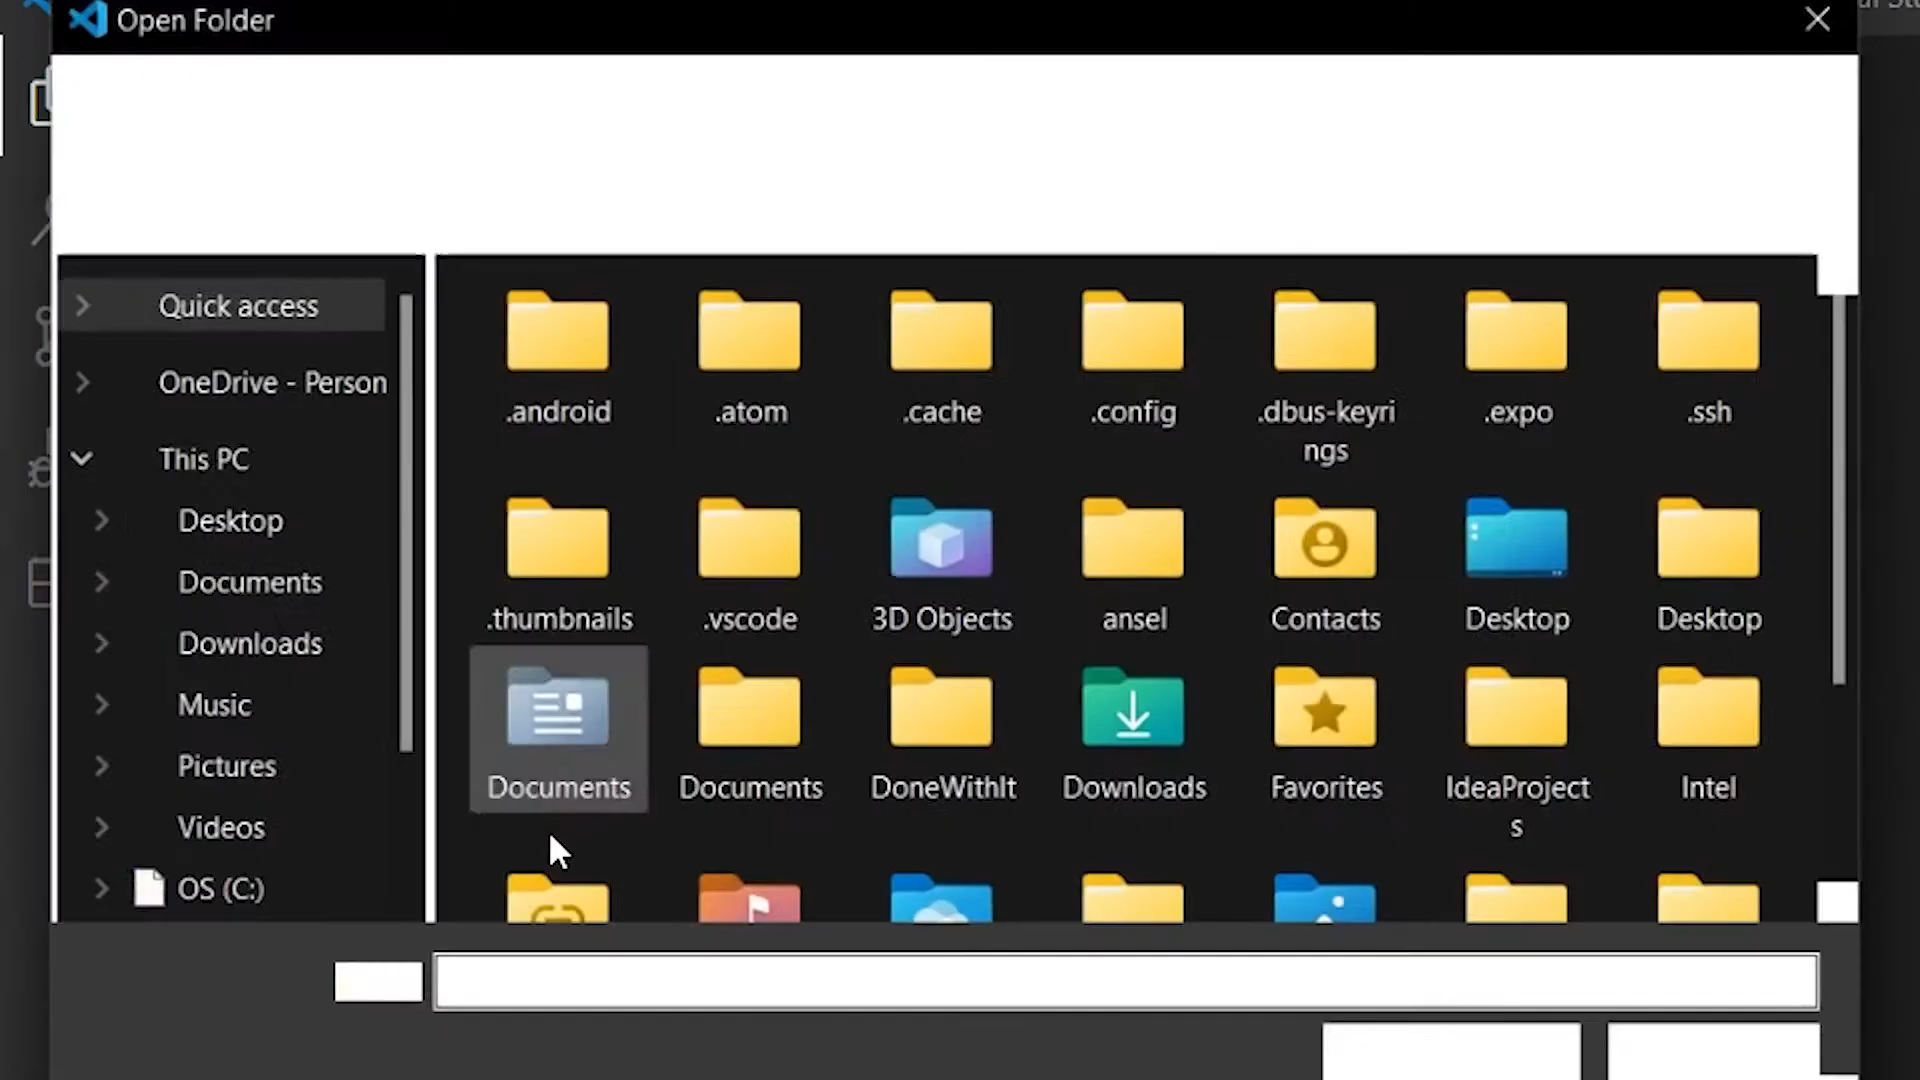 Open Folder
Quick access
OneDrive - Person
This PC
Desktop
Documents
Downloads
Music
Pictures
Videos
OS (C:)
.android
.atom
.cache
.config
.dbus-keyri
ngs
.expo
.ssh
.thumbnails
.vscode
3D Objects
ansel
Contacts
Desktop
Desktop
Documents
Documents
DoneWithIt
Downloads
Favorites
IdeaProject
s
Intel